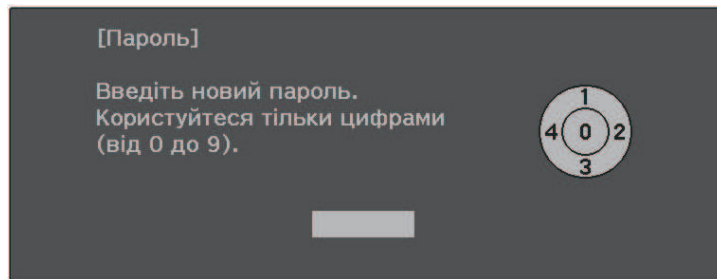 [Пароль]
Введіть новий пароль.
Користуйтеся тільки цифрами
(від 0 до 9).
1
4 0 2
3